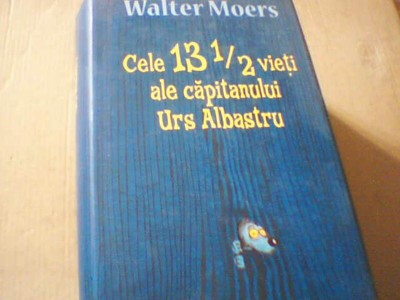 Walter Moers
Cele 13 1/2 vieți
ale căpitanului
Urs Albastru